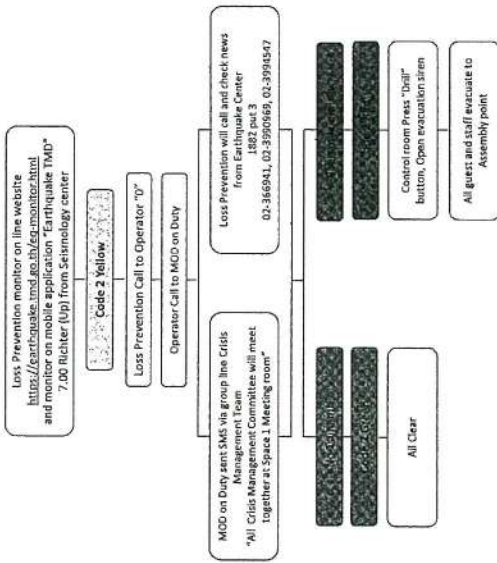 Loss Prevention monitor on line website
https://earthquake.tmd.go.th/eq-monitor.html
and monitor on mobile application "Earthquake TMD"
7.00 Richter (Up) from Seismology center
Code 2 Yellow
Loss Prevention Call to Operator "0"
Operator Call to MOD on Duty
MOD on Duty sent SMS via group line Crisis
Management Team
"All Crisis Management Committee will meet
together at Space 1 Meeting room"
Loss Prevention will call and check news
from Earthquake Center
1882 put 3
02-366941, 02-3990969, 02-3994547
All Clear
Control room Press "Drill"
button, Open evacuation siren
All guest and staff evacuate to
Assembly point